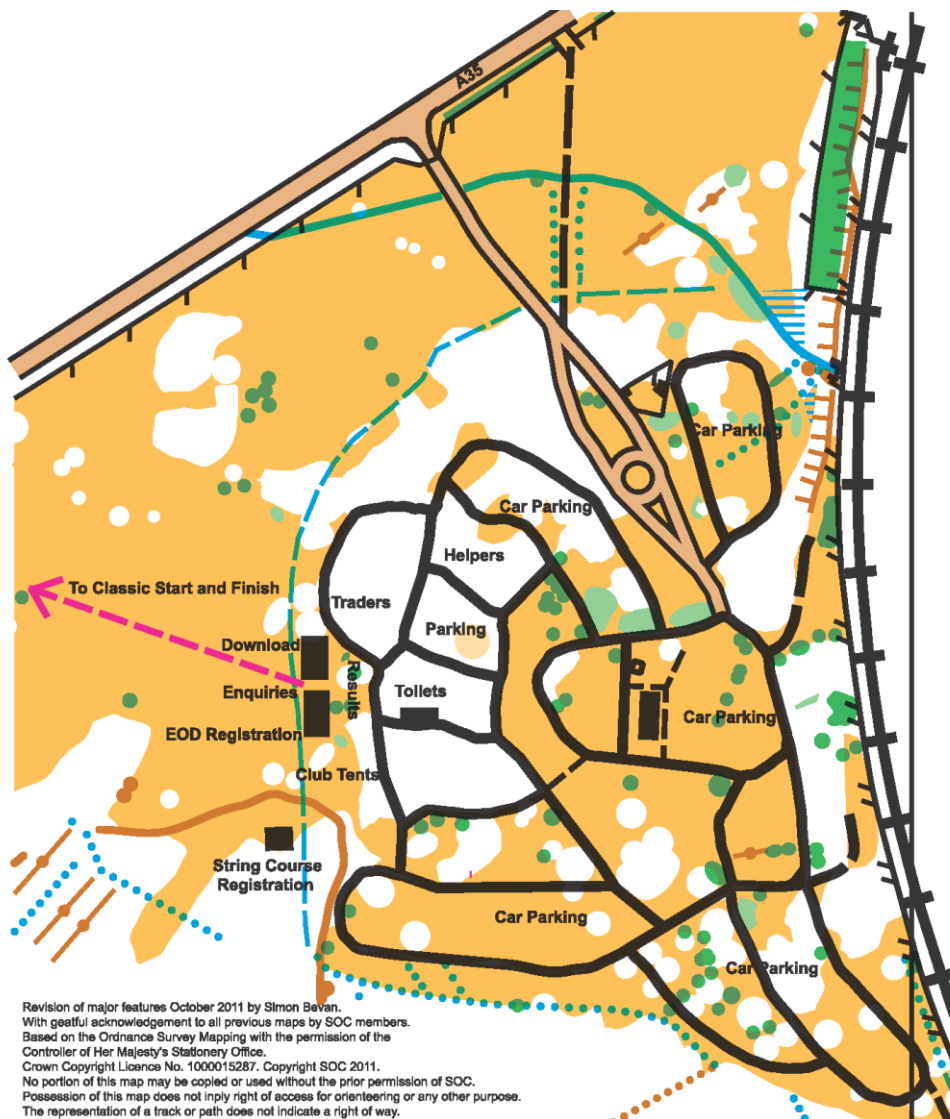 A35
Car Parking
Car Parking
Helpers
To Classic Start and Finish
Traders
Parking
Download
Results
Enquiries
Toilets
Car Parking
EOD Registration
Club Tents
String Course
Registration
Car Parking
Car Parking
Revision of major features October 2011 by Simon Bevan.
With geatful acknowledgement to all previous maps by SOC members.
Based on the Ordnance Survey Mapping with the permission of the
Controller of Her Majesty's Stationery Office.
Crown Copyright Licence No. 1000015287. Copyright SOC 2011.
No portion of this map may be copied or used without the prior permission of SOC.
Possession of this map does not inply right of access for orienteering or any other purpose.
The representation of a track or path does not indicate a right of way.